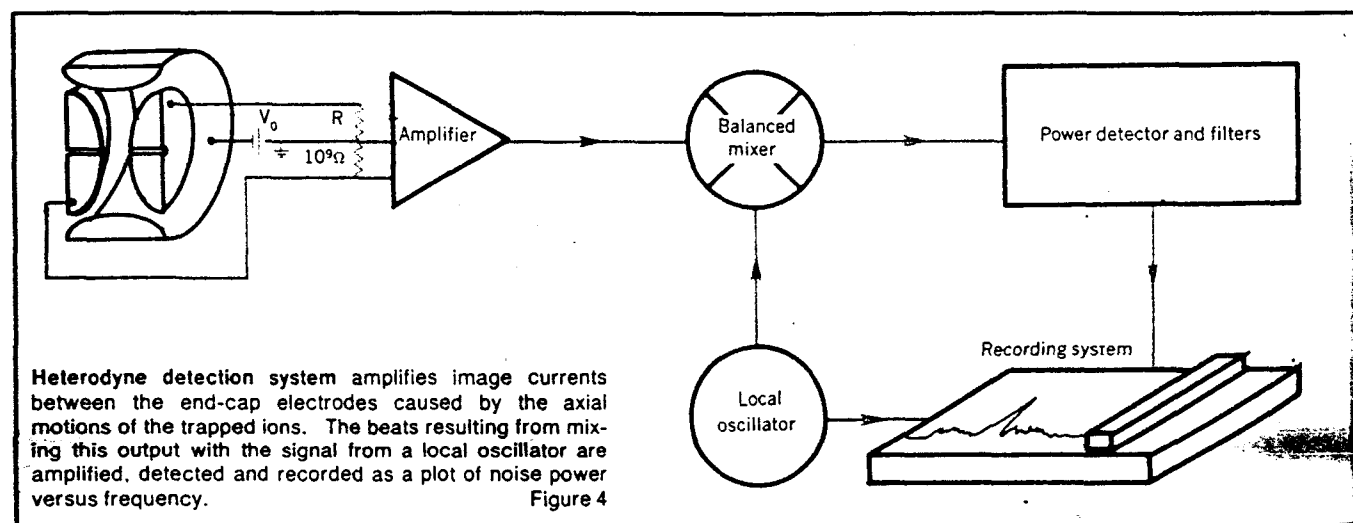 V₀
R
10⁹Ω
Amplifier
Balanced
mixer
Power detector and filters
Recording system
Local
oscillator
Heterodyne detection system amplifies image currents
between the end-cap electrodes caused by the axial
motions of the trapped ions. The beats resulting from mix-
ing this output with the signal from a local oscillator are
amplified, detected and recorded as a plot of noise power
versus frequency. Figure 4